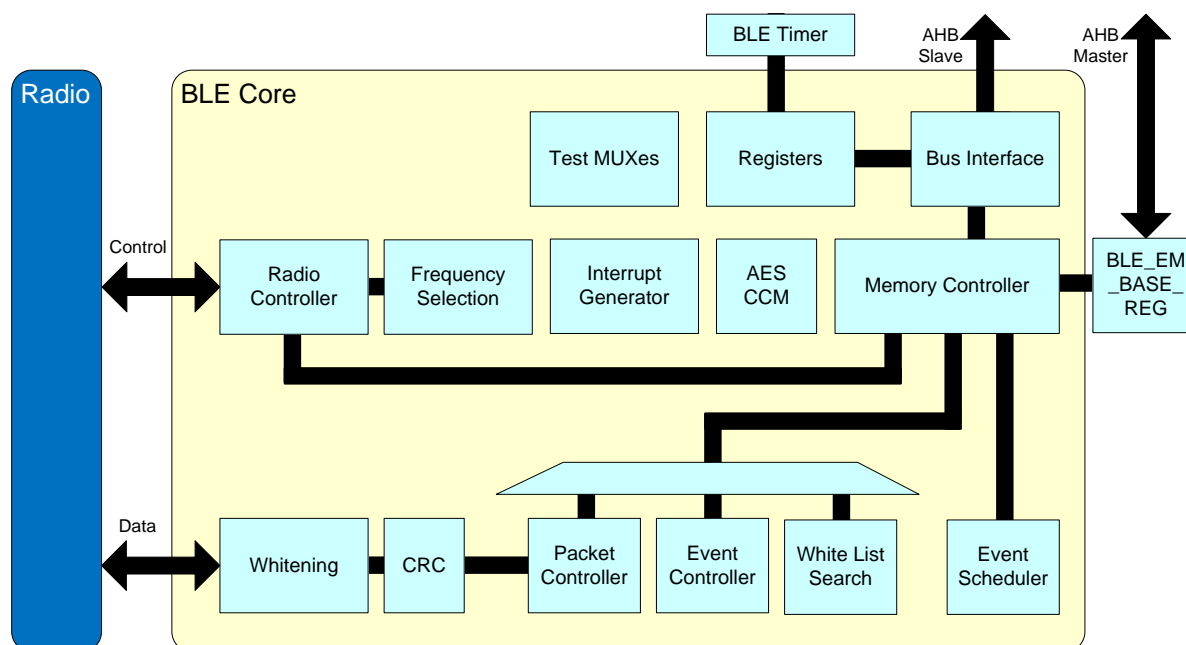 BLE Timer
AHB
Slave
AHB
Master
Radio
BLE Core
Test MUXes
Registers
Bus Interface
Control
Radio
Controller
Frequency
Selection
Interrupt
Generator
AES
CCM
Memory Controller
BLE_EM
_BASE_
REG
Data
Whitening
CRC
Packet
Controller
Event
Controller
White List
Search
Event
Scheduler